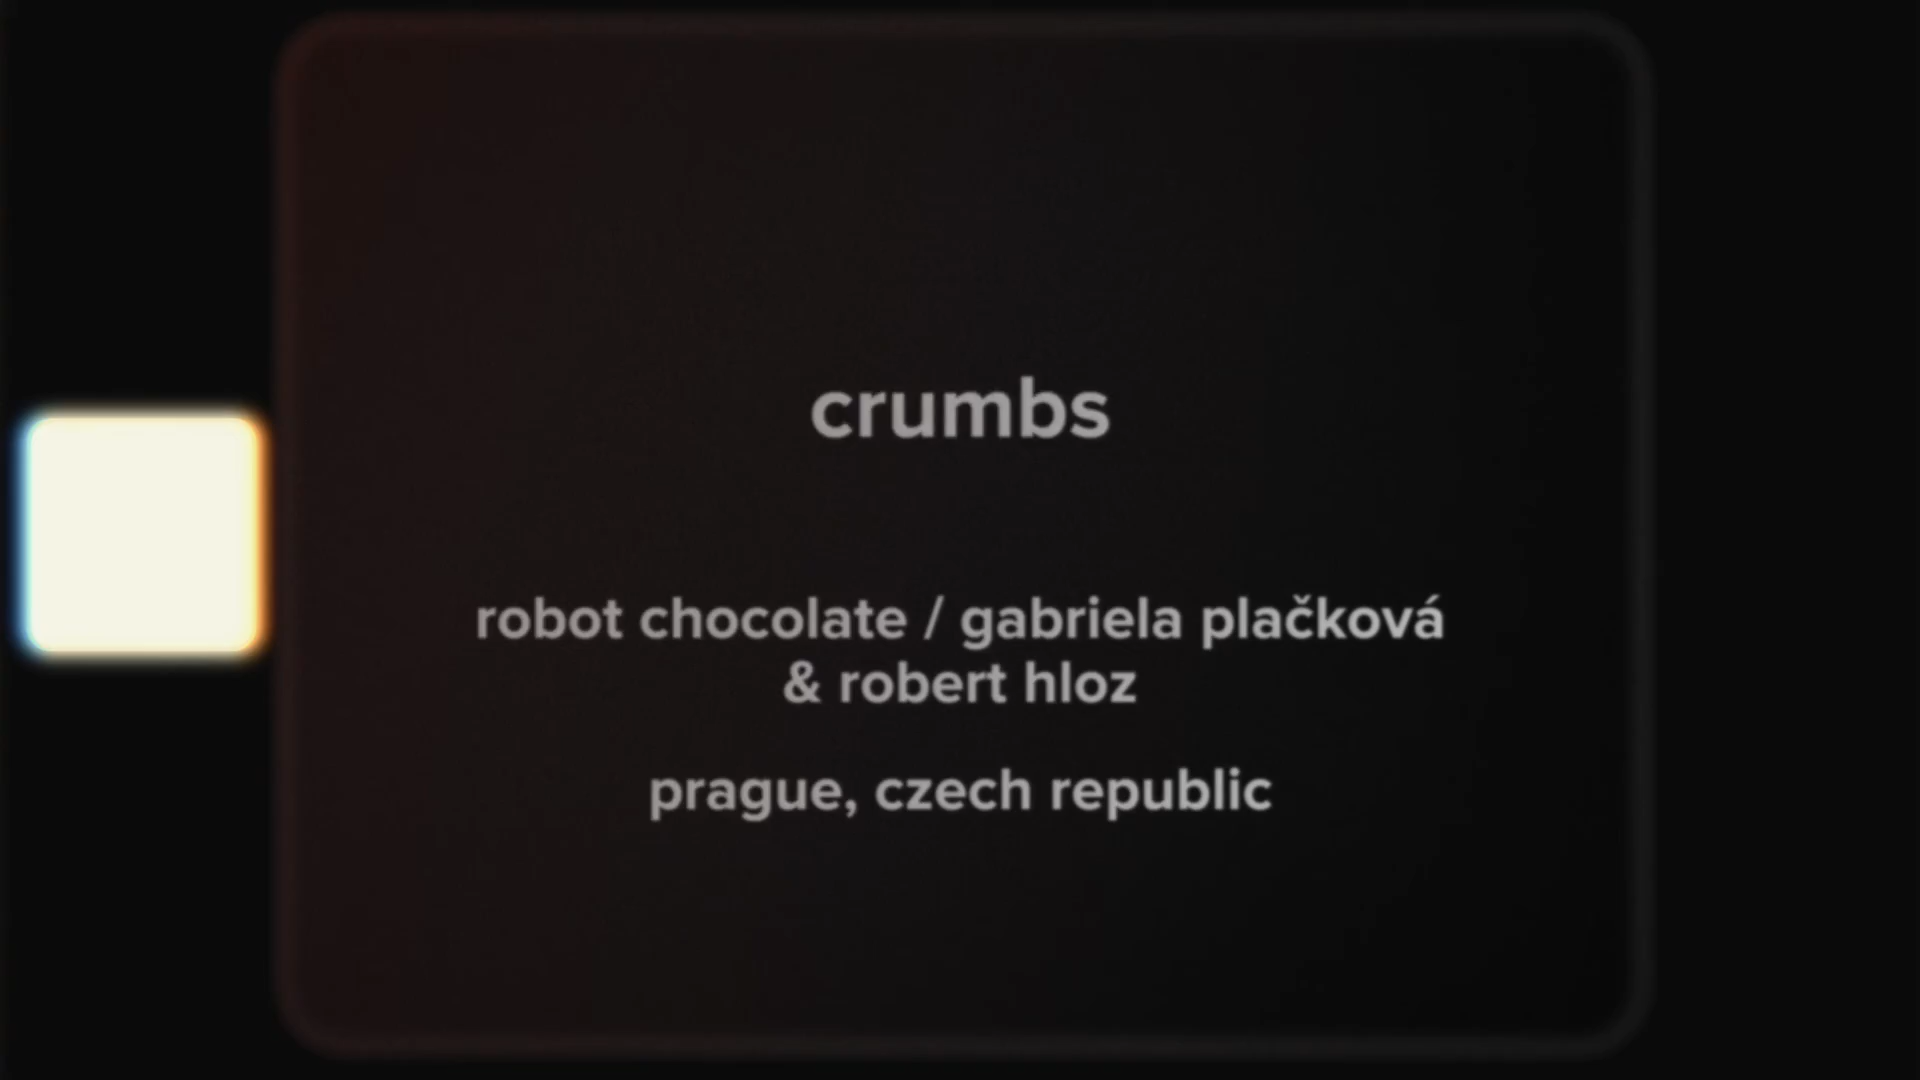 crumbs
robot chocolate / gabriela plačková
& robert hloz
prague, czech republic